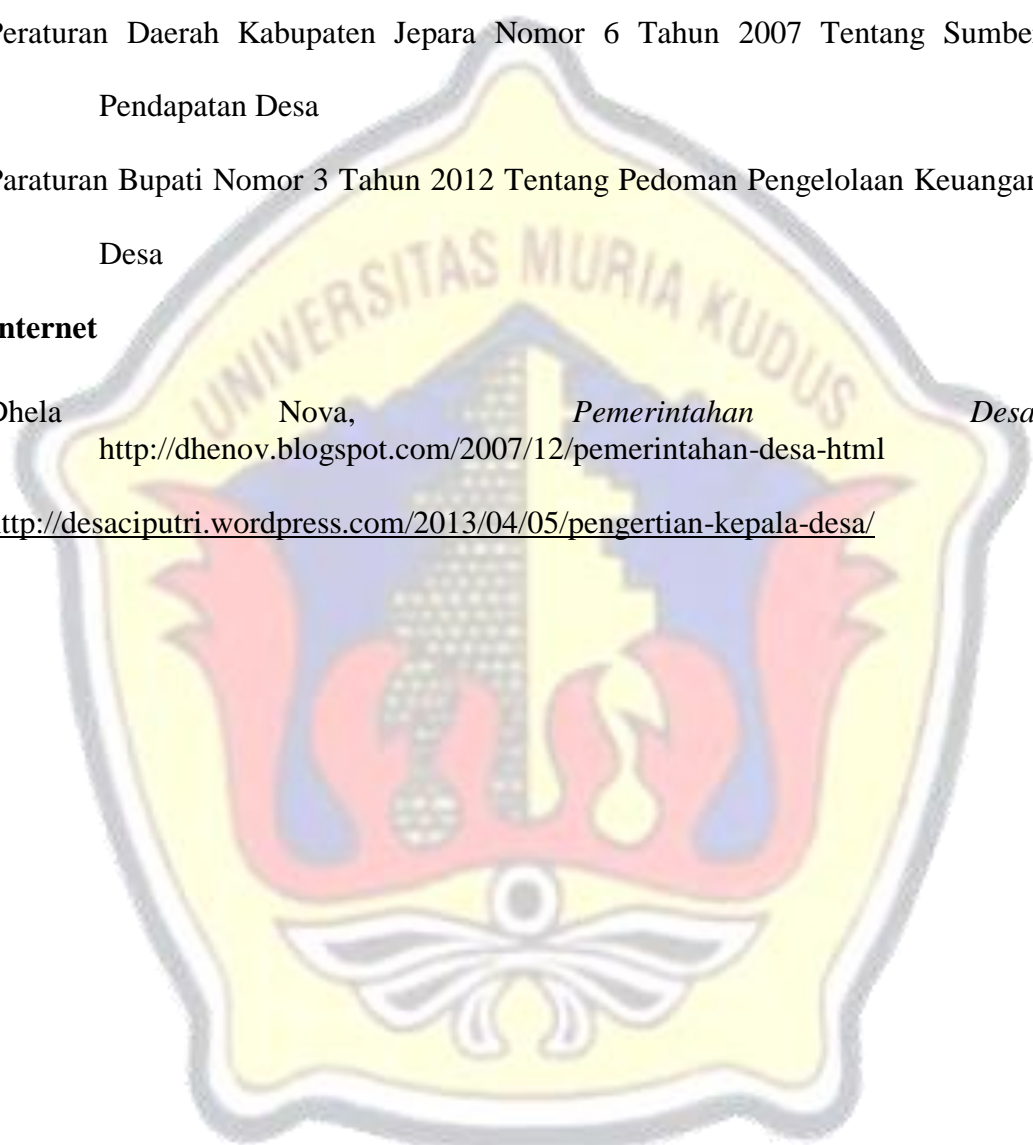 Peraturan Daerah Kabupaten Jepara Nomor 6 Tahun 2007 Tentang Sumber
Pendapatan Desa
Paraturan Bupati Nomor 3 Tahun 2012 Tentang Pedoman Pengelolaan Keuangan
Desa
UNIVERSITAS MURIA KUDUS
Internet
Dhela Nova, Pemerintahan Desa
http://dhenov.blogspot.com/2007/12/pemerintahan-desa-html
http://desaciputri.wordpress.com/2013/04/05/pengertian-kepala-desa/